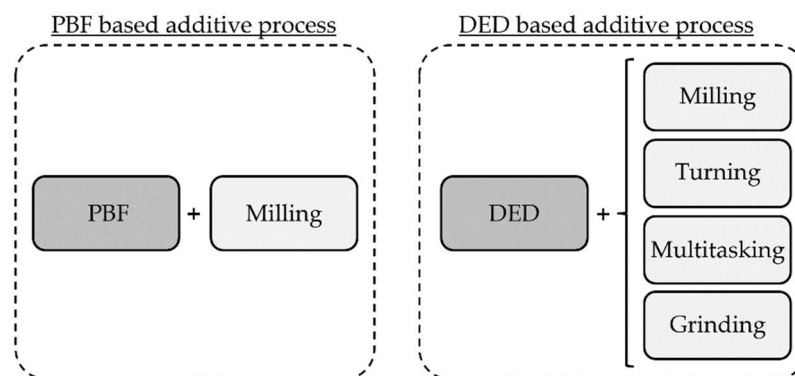 PBF based additive process
PBF
+
Milling
DED based additive process
DED
+
Milling
Turning
Multitasking
Grinding